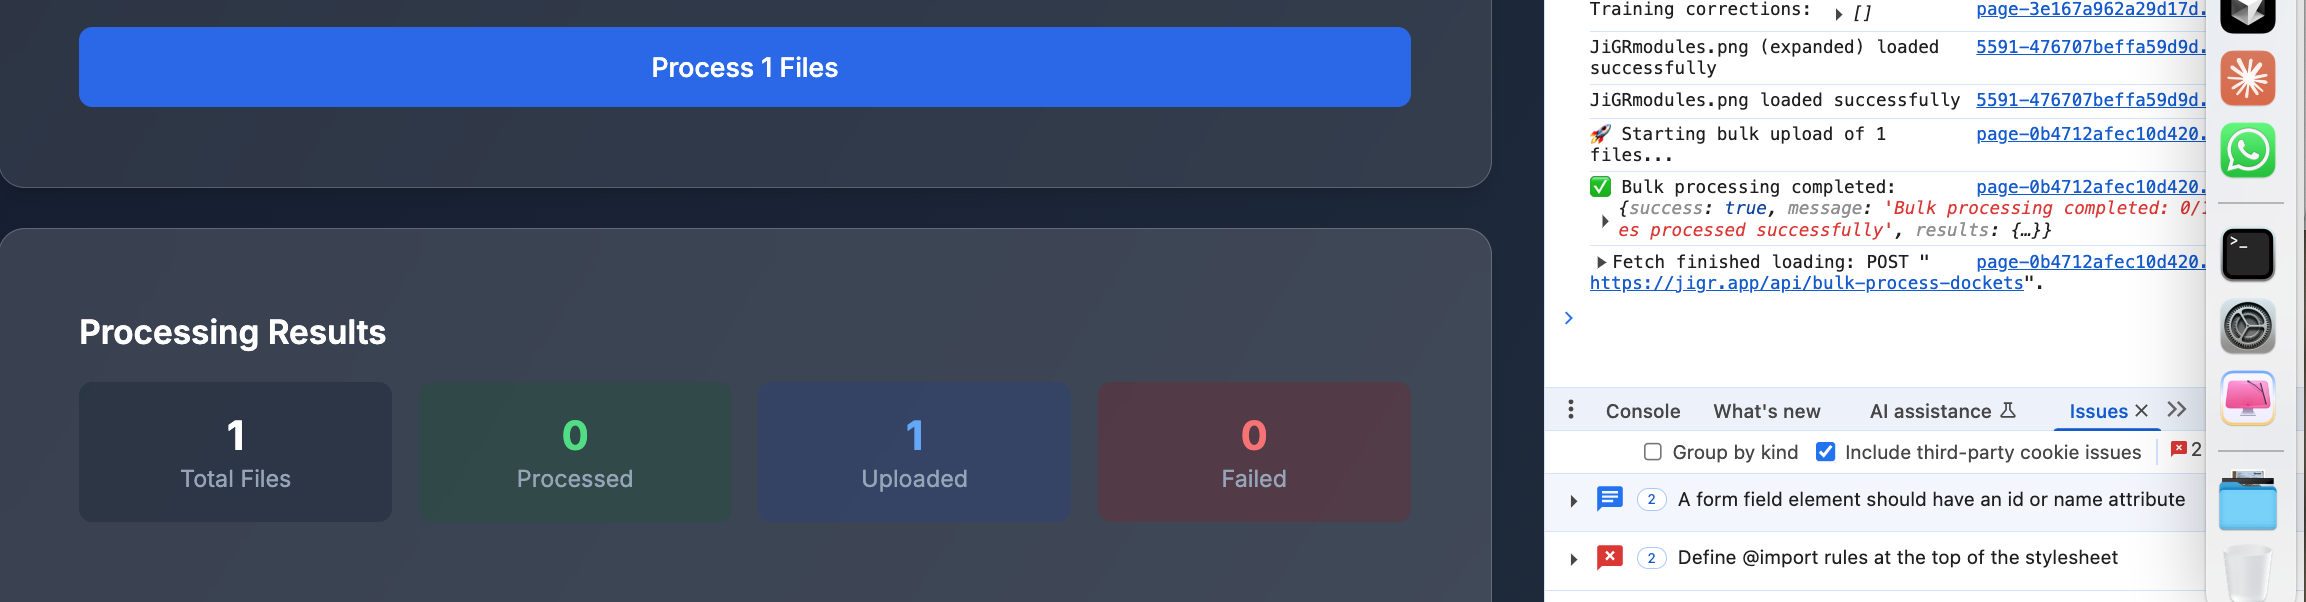 Process 1 Files
Processing Results
1
Total Files
0
Processed
1
Uploaded
0
Failed
Training corrections: ▸ []
page-3e167a962a29d17d.
JiGRmodules.png (expanded) loaded
successfully
5591-476707beffa59d9d.
JiGRmodules.png loaded successfully
5591-476707beffa59d9d.
🚀 Starting bulk upload of 1
files...
page-0b4712afec10d420.
✅ Bulk processing completed:
page-0b4712afec10d420.
{success: true, message: 'Bulk processing completed: 0/1
es processed successfully', results: {…}}
▸ Fetch finished loading: POST "
page-0b4712afec10d420.
https://jigr.app/api/bulk-process-dockets".
Console
What's new
AI assistance
Issues
Group by kind
Include third-party cookie issues
2
2
A form field element should have an id or name attribute
2
Define @import rules at the top of the stylesheet